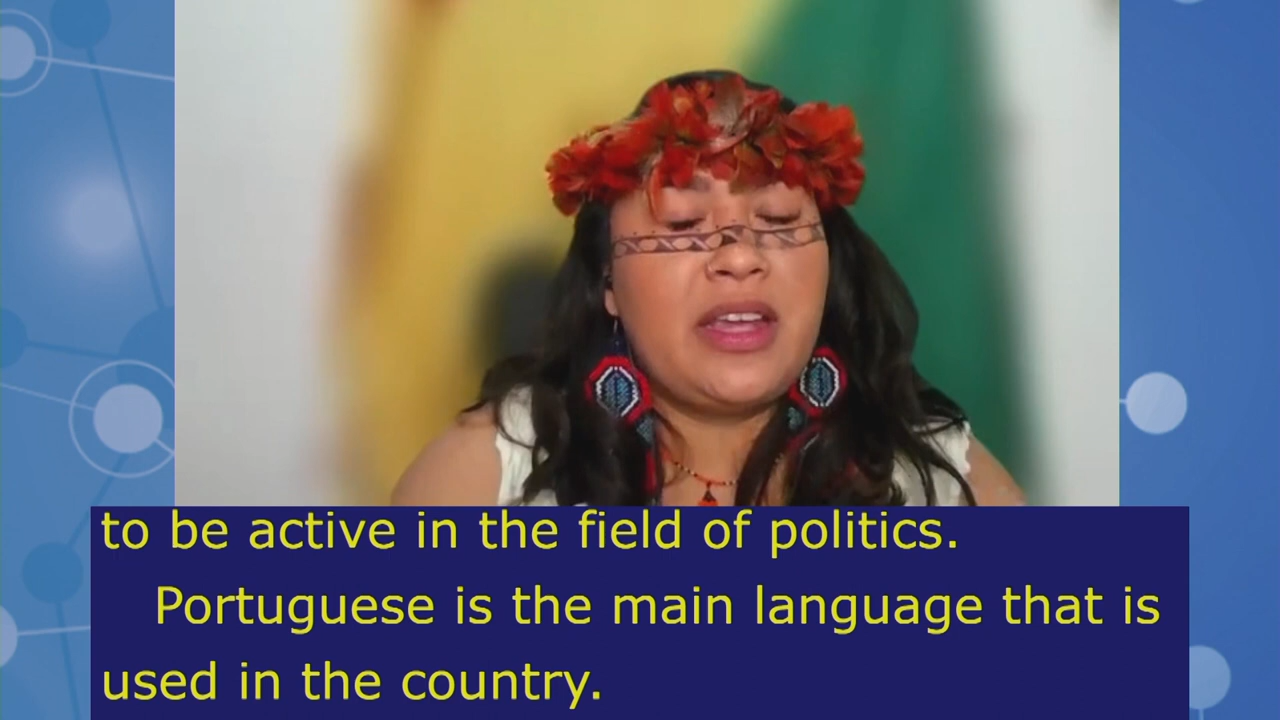 to be active in the field of politics.
Portuguese is the main language that is
used in the country.